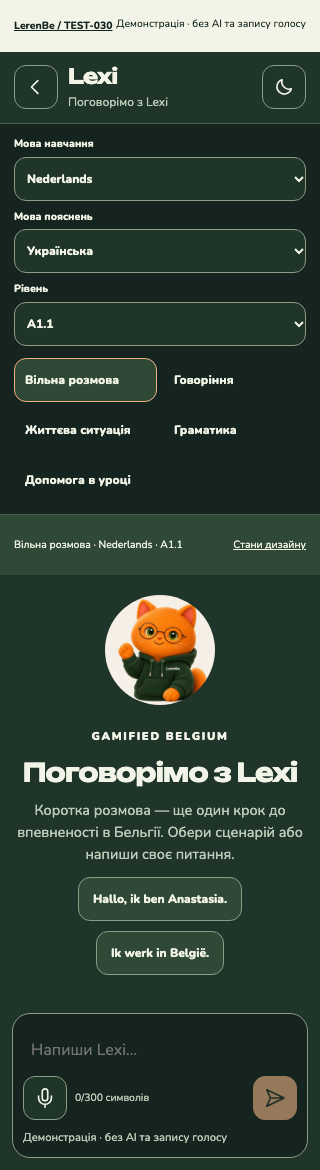 LerenBe / TEST-030 Демонстрація · без AI та запису голосу
Lexi
Поговорімо з Lexi
Мова навчання
Nederlands
Мова пояснень
Українська
Рівень
A1.1
Вільна розмова Говоріння
Життєва ситуація Граматика
Допомога в уроці
Вільна розмова · Nederlands · A1.1 Стани дизайну
GAMIFIED BELGIUM
Поговорімо з Lexi
Коротка розмова — ще один крок до
впевненості в Бельгії. Обери сценарій або
напиши своє питання.
Hallo, ik ben Anastasia.
Ik werk in België.
Напиши Lexi...
0/300 символів
Демонстрація · без AI та запису голосу